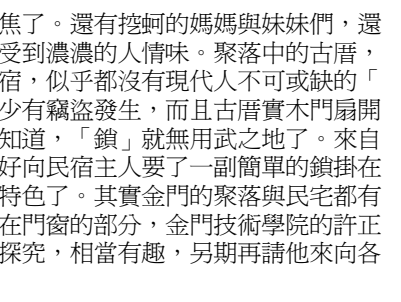 焦了。還有挖蚵的媽媽與妹妹們，還
受到濃濃的人情味。聚落中的古厝，
宿，似乎都沒有現代人不可或缺的「
少有竊盜發生，而且古厝實木門扇開
知道，「鎖」就無用武之地了。來自
好向民宿主人要了一副簡單的鎖掛在
特色了。其實金門的聚落與民宅都有
在門窗的部分，金門技術學院的許正
探究，相當有趣，另期再請他來向各